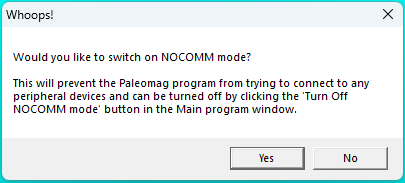 Whoops!
Would you like to switch on NOCOMM mode?
This will prevent the Paleomag program from trying to connect to any
peripheral devices and can be turned off by clicking the 'Turn Off
NOCOMM mode' button in the Main program window.
Yes
No